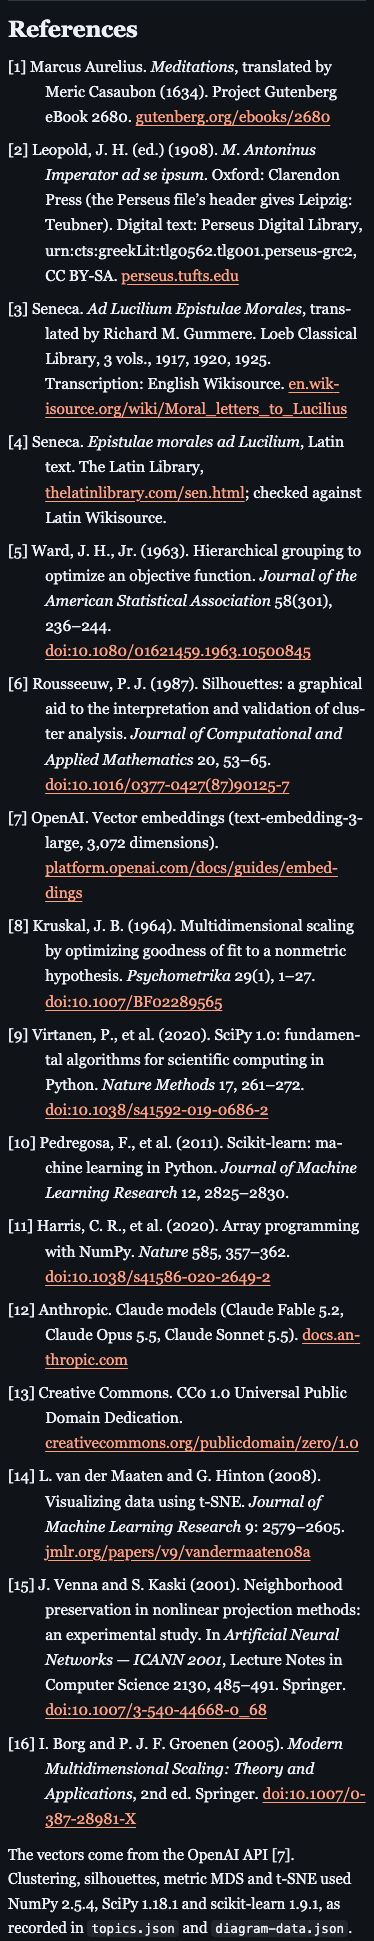 References
[1] Marcus Aurelius. Meditations, translated by
Meric Casaubon (1634). Project Gutenberg
eBook 2680. gutenberg.org/ebooks/2680
[2] Leopold, J. H. (ed.) (1908). M. Antoninus
Imperator ad se ipsum. Oxford: Clarendon
Press (the Perseus file’s header gives Leipzig:
Teubner). Digital text: Perseus Digital Library,
urn:cts:greekLit:tlg0562.tlg001.perseus-grc2,
CC BY-SA. perseus.tufts.edu
[3] Seneca. Ad Lucilium Epistulae Morales, trans-
lated by Richard M. Gummere. Loeb Classical
Library, 3 vols., 1917, 1920, 1925.
Transcription: English Wikisource. en.wik-
isource.org/wiki/Moral_letters_to_Lucilius
[4] Seneca. Epistulae morales ad Lucilium, Latin
text. The Latin Library,
thelatinlibrary.com/sen.html; checked against
Latin Wikisource.
[5] Ward, J. H., Jr. (1963). Hierarchical grouping to
optimize an objective function. Journal of the
American Statistical Association 58(301),
236–244.
doi:10.1080/01621459.1963.10500845
[6] Rousseeuw, P. J. (1987). Silhouettes: a graphical
aid to the interpretation and validation of clus-
ter analysis. Journal of Computational and
Applied Mathematics 20, 53–65.
doi:10.1016/0377-0427(87)90125-7
[7] OpenAI. Vector embeddings (text-embedding-3-
large, 3,072 dimensions).
platform.openai.com/docs/guides/embed-
dings
[8] Kruskal, J. B. (1964). Multidimensional scaling
by optimizing goodness of fit to a nonmetric
hypothesis. Psychometrika 29(1), 1–27.
doi:10.1007/BF02289565
[9] Virtanen, P., et al. (2020). SciPy 1.0: fundamen-
tal algorithms for scientific computing in
Python. Nature Methods 17, 261–272.
doi:10.1038/s41592-019-0686-2
[10] Pedregosa, F., et al. (2011). Scikit-learn: ma-
chine learning in Python. Journal of Machine
Learning Research 12, 2825–2830.
[11] Harris, C. R., et al. (2020). Array programming
with NumPy. Nature 585, 357–362.
doi:10.1038/s41586-020-2649-2
[12] Anthropic. Claude models (Claude Fable 5.2,
Claude Opus 5.5, Claude Sonnet 5.5). docs.an-
thropic.com
[13] Creative Commons. CC0 1.0 Universal Public
Domain Dedication.
creativecommons.org/publicdomain/zero/1.0
[14] L. van der Maaten and G. Hinton (2008).
Visualizing data using t-SNE. Journal of
Machine Learning Research 9: 2579–2605.
jmlr.org/papers/v9/vandermaaten08a
[15] J. Venna and S. Kaski (2001). Neighborhood
preservation in nonlinear projection methods:
an experimental study. In Artificial Neural
Networks — ICANN 2001, Lecture Notes in
Computer Science 2130, 485–491. Springer.
doi:10.1007/3-540-44668-0_68
[16] I. Borg and P. J. F. Groenen (2005). Modern
Multidimensional Scaling: Theory and
Applications, 2nd ed. Springer. doi:10.1007/0-
387-28981-X
The vectors come from the OpenAI API [7].
Clustering, silhouettes, metric MDS and t-SNE used
NumPy 2.5.4, SciPy 1.18.1 and scikit-learn 1.9.1, as
recorded in topics.json and diagram-data.json.